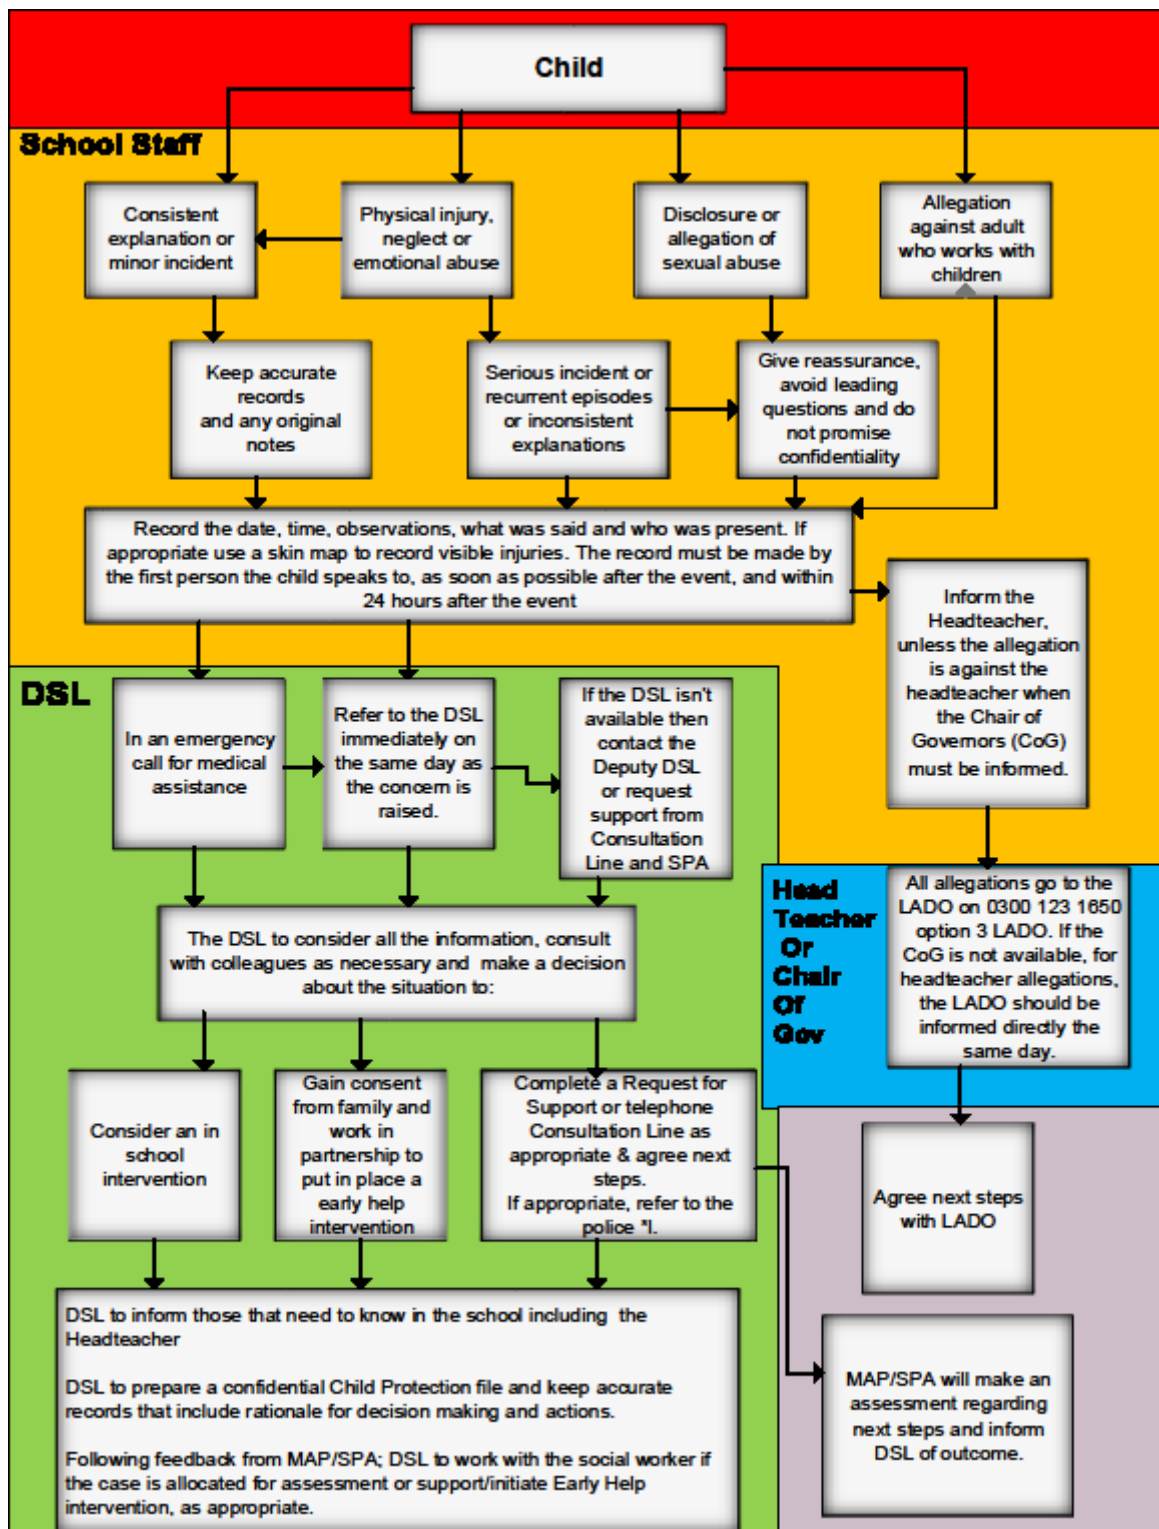 Child
School Staff
Consistent
explanation or
minor incident
Physical injury,
neglect or
emotional abuse
Disclosure or
allegation of
sexual abuse
Allegation
against adult
who works with
children
Keep accurate
records
and any original
notes
Serious incident or
recurrent episodes
or inconsistent
explanations
Give reassurance,
avoid leading
questions and do
not promise
confidentiality
Record the date, time, observations, what was said and who was present. If
appropriate use a skin map to record visible injuries. The record must be made by
the first person the child speaks to, as soon as possible after the event, and within
24 hours after the event
Inform the
Headteacher,
unless the allegation
is against the
headteacher when
the Chair of
Governors (CoG)
must be informed.
DSL
In an emergency
call for medical
assistance
Refer to the DSL
immediately on
the same day as
the concern is
raised.
If the DSL isn't
available then
contact the
Deputy DSL
or request
support from
Consultation
Line and SPA
Head
Teacher
Or
Chair
Of
Gov
All allegations go to the
LADO on 0300 123 1650
option 3 LADO. If the
CoG is not available, for
headteacher allegations,
the LADO should be
informed directly the
same day.
The DSL to consider all the information, consult
with colleagues as necessary and make a decision
about the situation to:
Consider an in
school
intervention
Gain consent
from family and
work in
partnership to
put in place a
early help
intervention
Complete a Request for
Support or telephone
Consultation Line as
appropriate & agree next
steps.
If appropriate, refer to the
police *I.
Agree next steps
with LADO
DSL to inform those that need to know in the school including the
Headteacher
DSL to prepare a confidential Child Protection file and keep accurate
records that include rationale for decision making and actions.
Following feedback from MAP/SPA; DSL to work with the social worker if
the case is allocated for assessment or support/initiate Early Help
intervention, as appropriate.
MAP/SPA will make an
assessment regarding
next steps and inform
DSL of outcome.